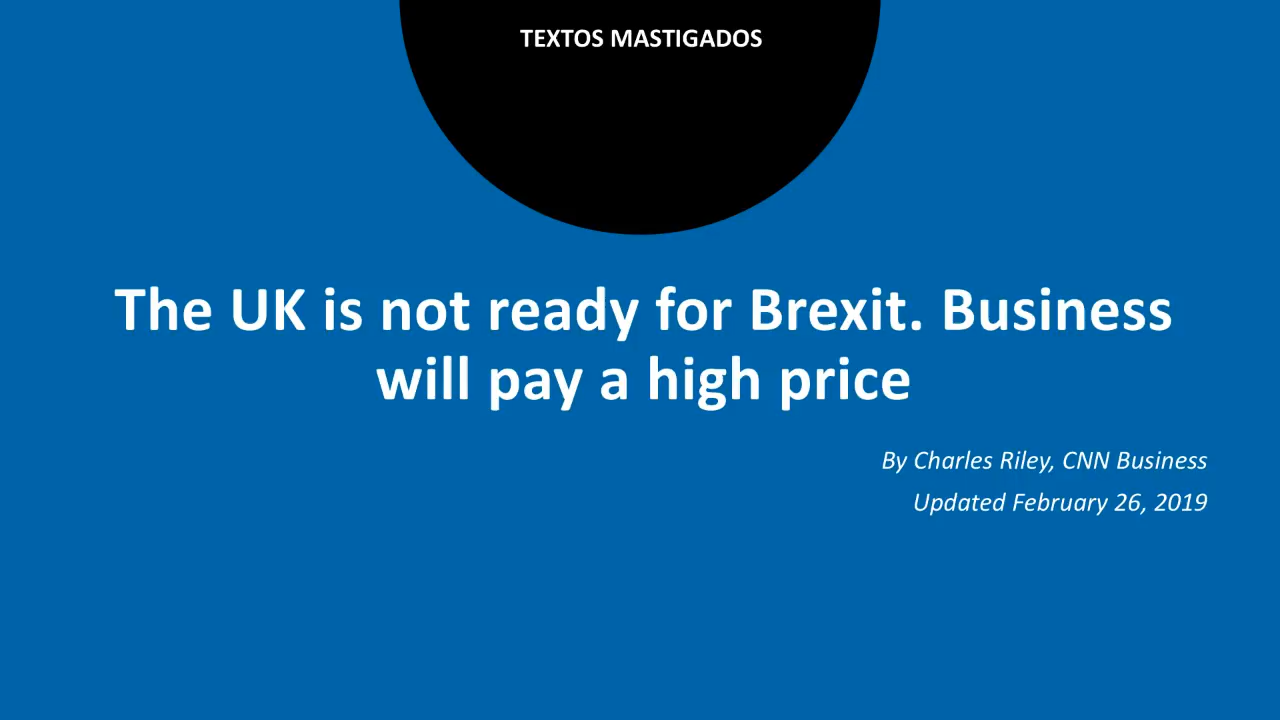 TEXTOS MASTIGADOS
The UK is not ready for Brexit. Business
will pay a high price
By Charles Riley, CNN Business
Updated February 26, 2019